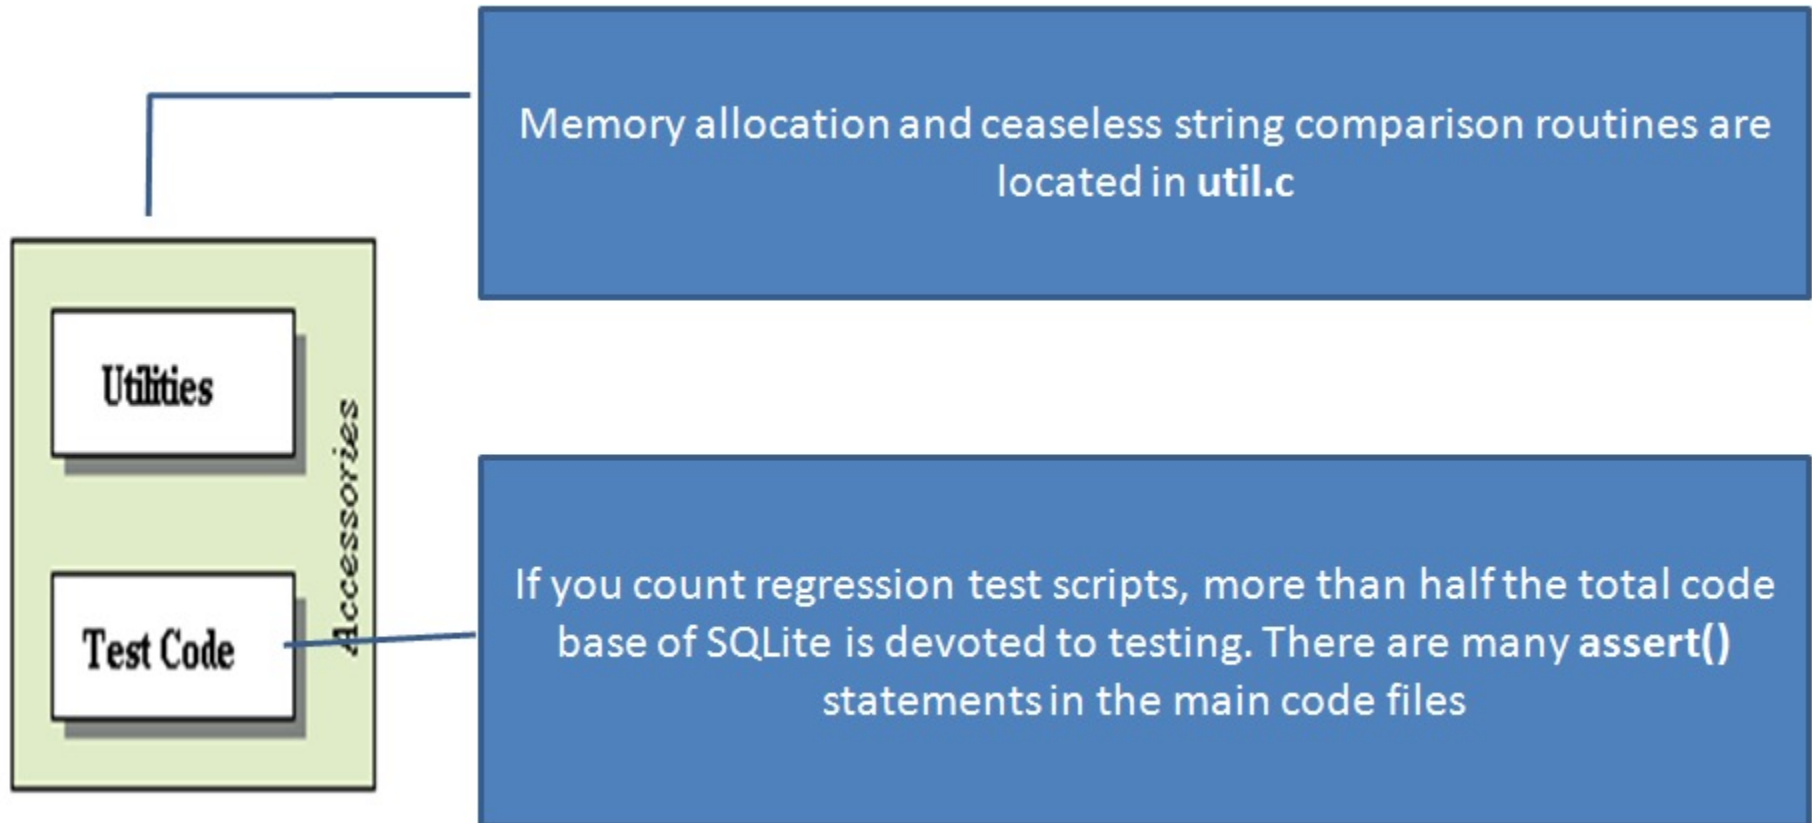 Memory allocation and ceaseless string comparison routines are
located in util.c
Utilities
Accessories
Test Code
If you count regression test scripts, more than half the total code
base of SQLite is devoted to testing. There are many assert()
statements in the main code files